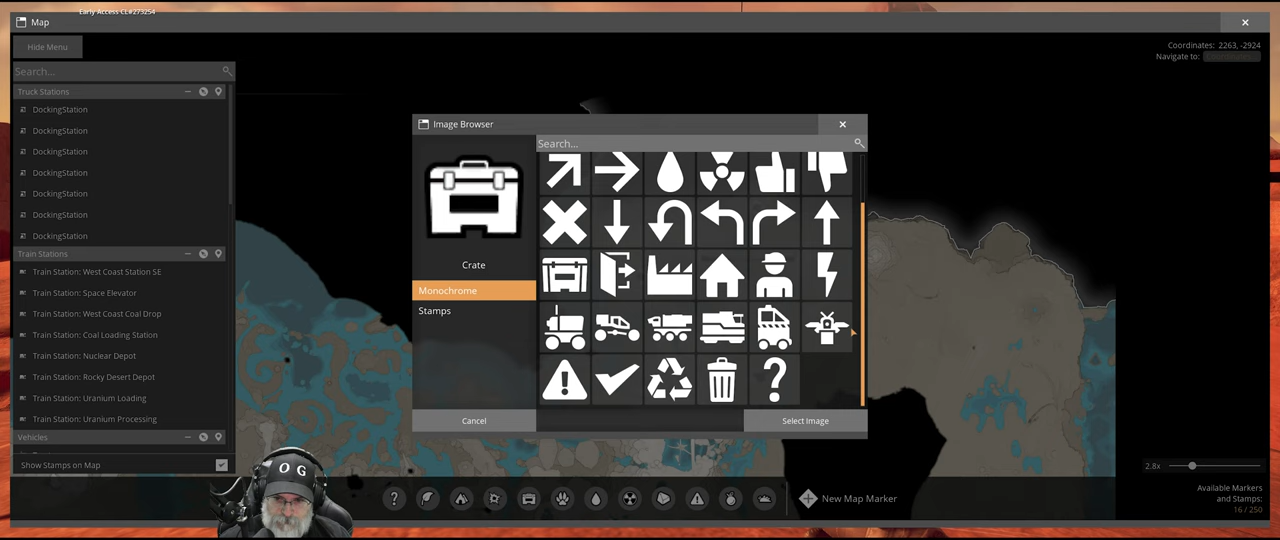 Early Access CL#273254
Map
Hide Menu
Search...
Truck Stations
DockingStation
DockingStation
DockingStation
DockingStation
DockingStation
DockingStation
DockingStation
Train Stations
Train Station: West Coast Station SE
Train Station: Space Elevator
Train Station: West Coast Coal Drop
Train Station: Coal Loading Station
Train Station: Nuclear Depot
Train Station: Rocky Desert Depot
Train Station: Uranium Loading
Train Station: Uranium Processing
Vehicles
Show Stamps on Map
Image Browser
Search...
Crate
Monochrome
Stamps
Cancel
Select Image
Coordinates: 2263, -2924
Navigate to: Coordinates
2.8x
Available Markers
and Stamps:
16 / 250
New Map Marker
OG